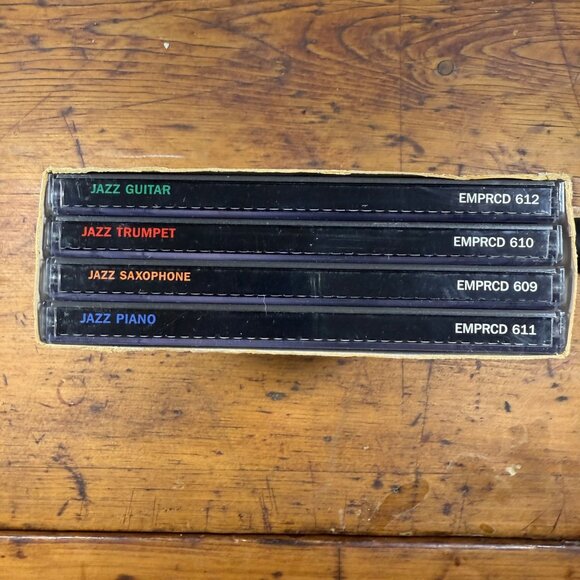 JAZZ GUITAR EMPRCD 612
JAZZ TRUMPET EMPRCD 610
JAZZ SAXOPHONE EMPRCD 609
JAZZ PIANO EMPRCD 611